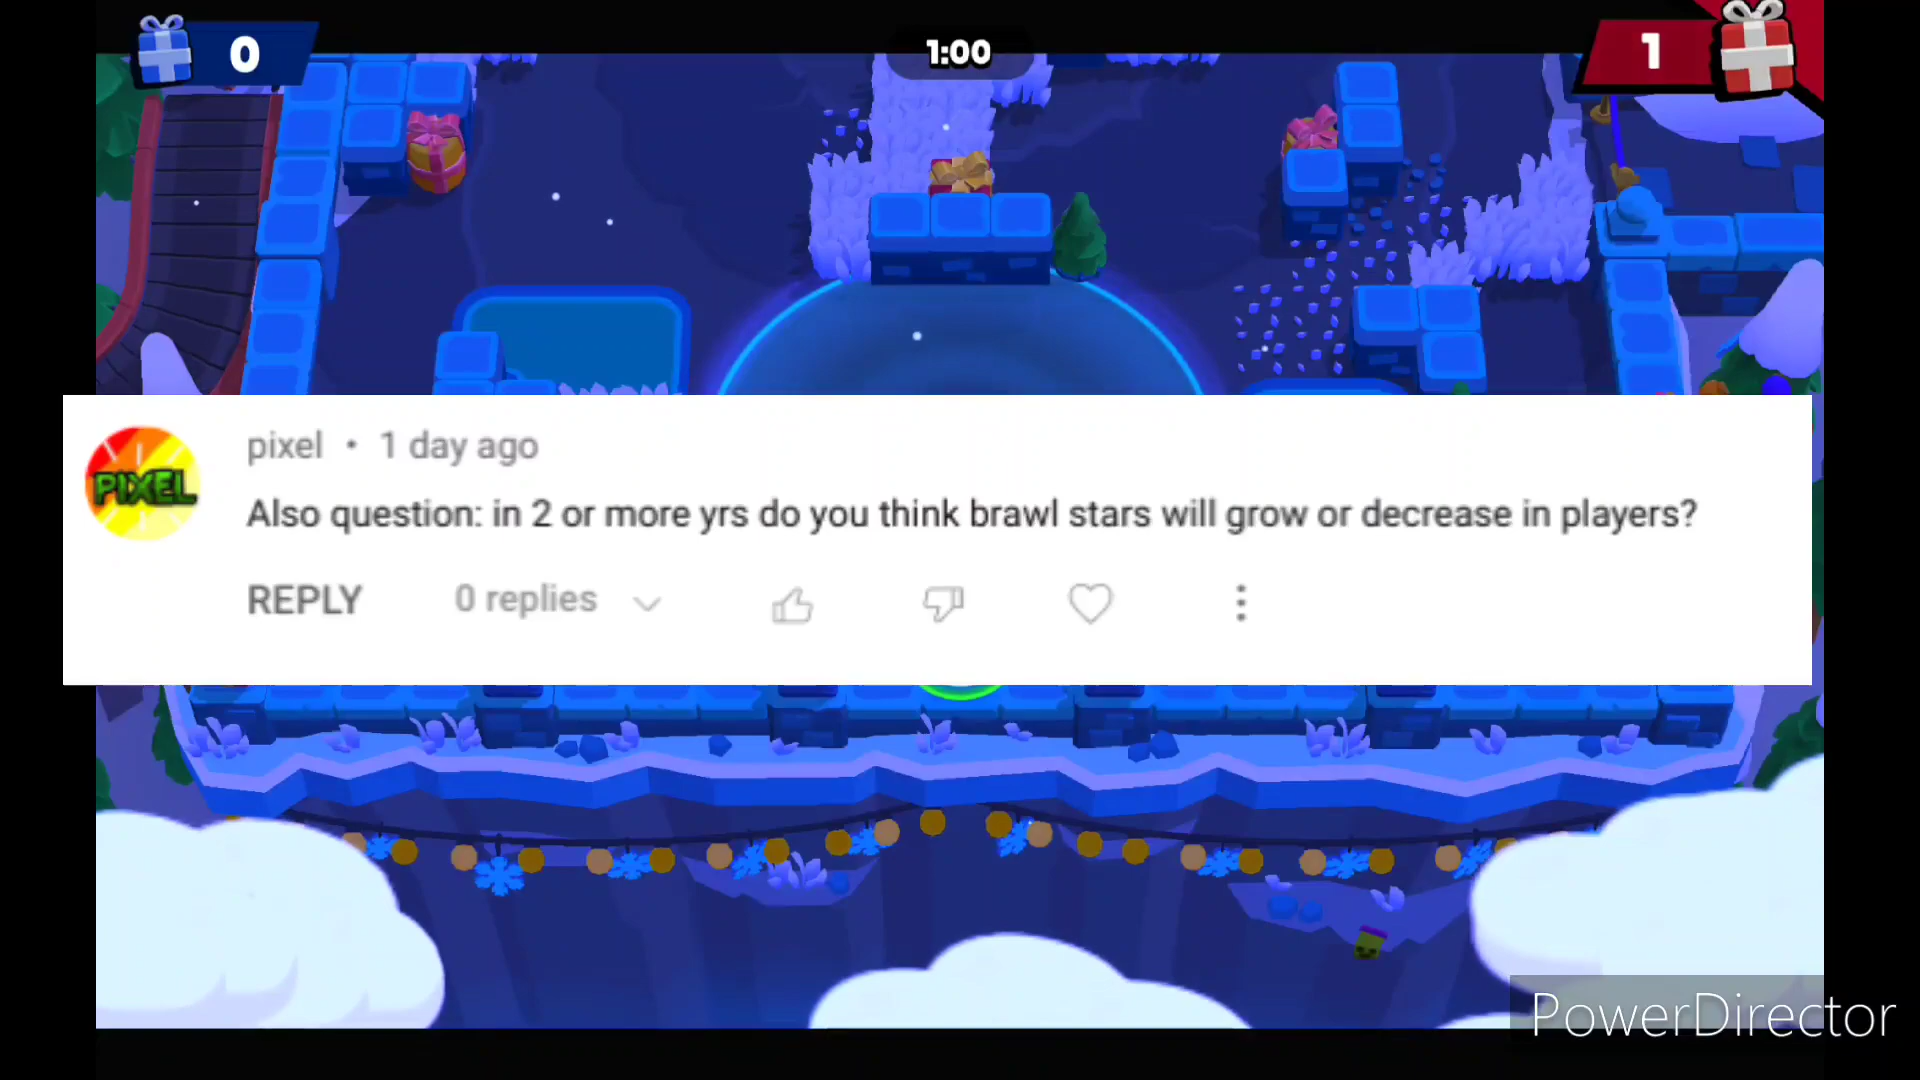 0
1:00
1
pixel • 1 day ago
PIXEL
Also question: in 2 or more yrs do you think brawl stars will grow or decrease in players?
REPLY 0 replies
PowerDirector